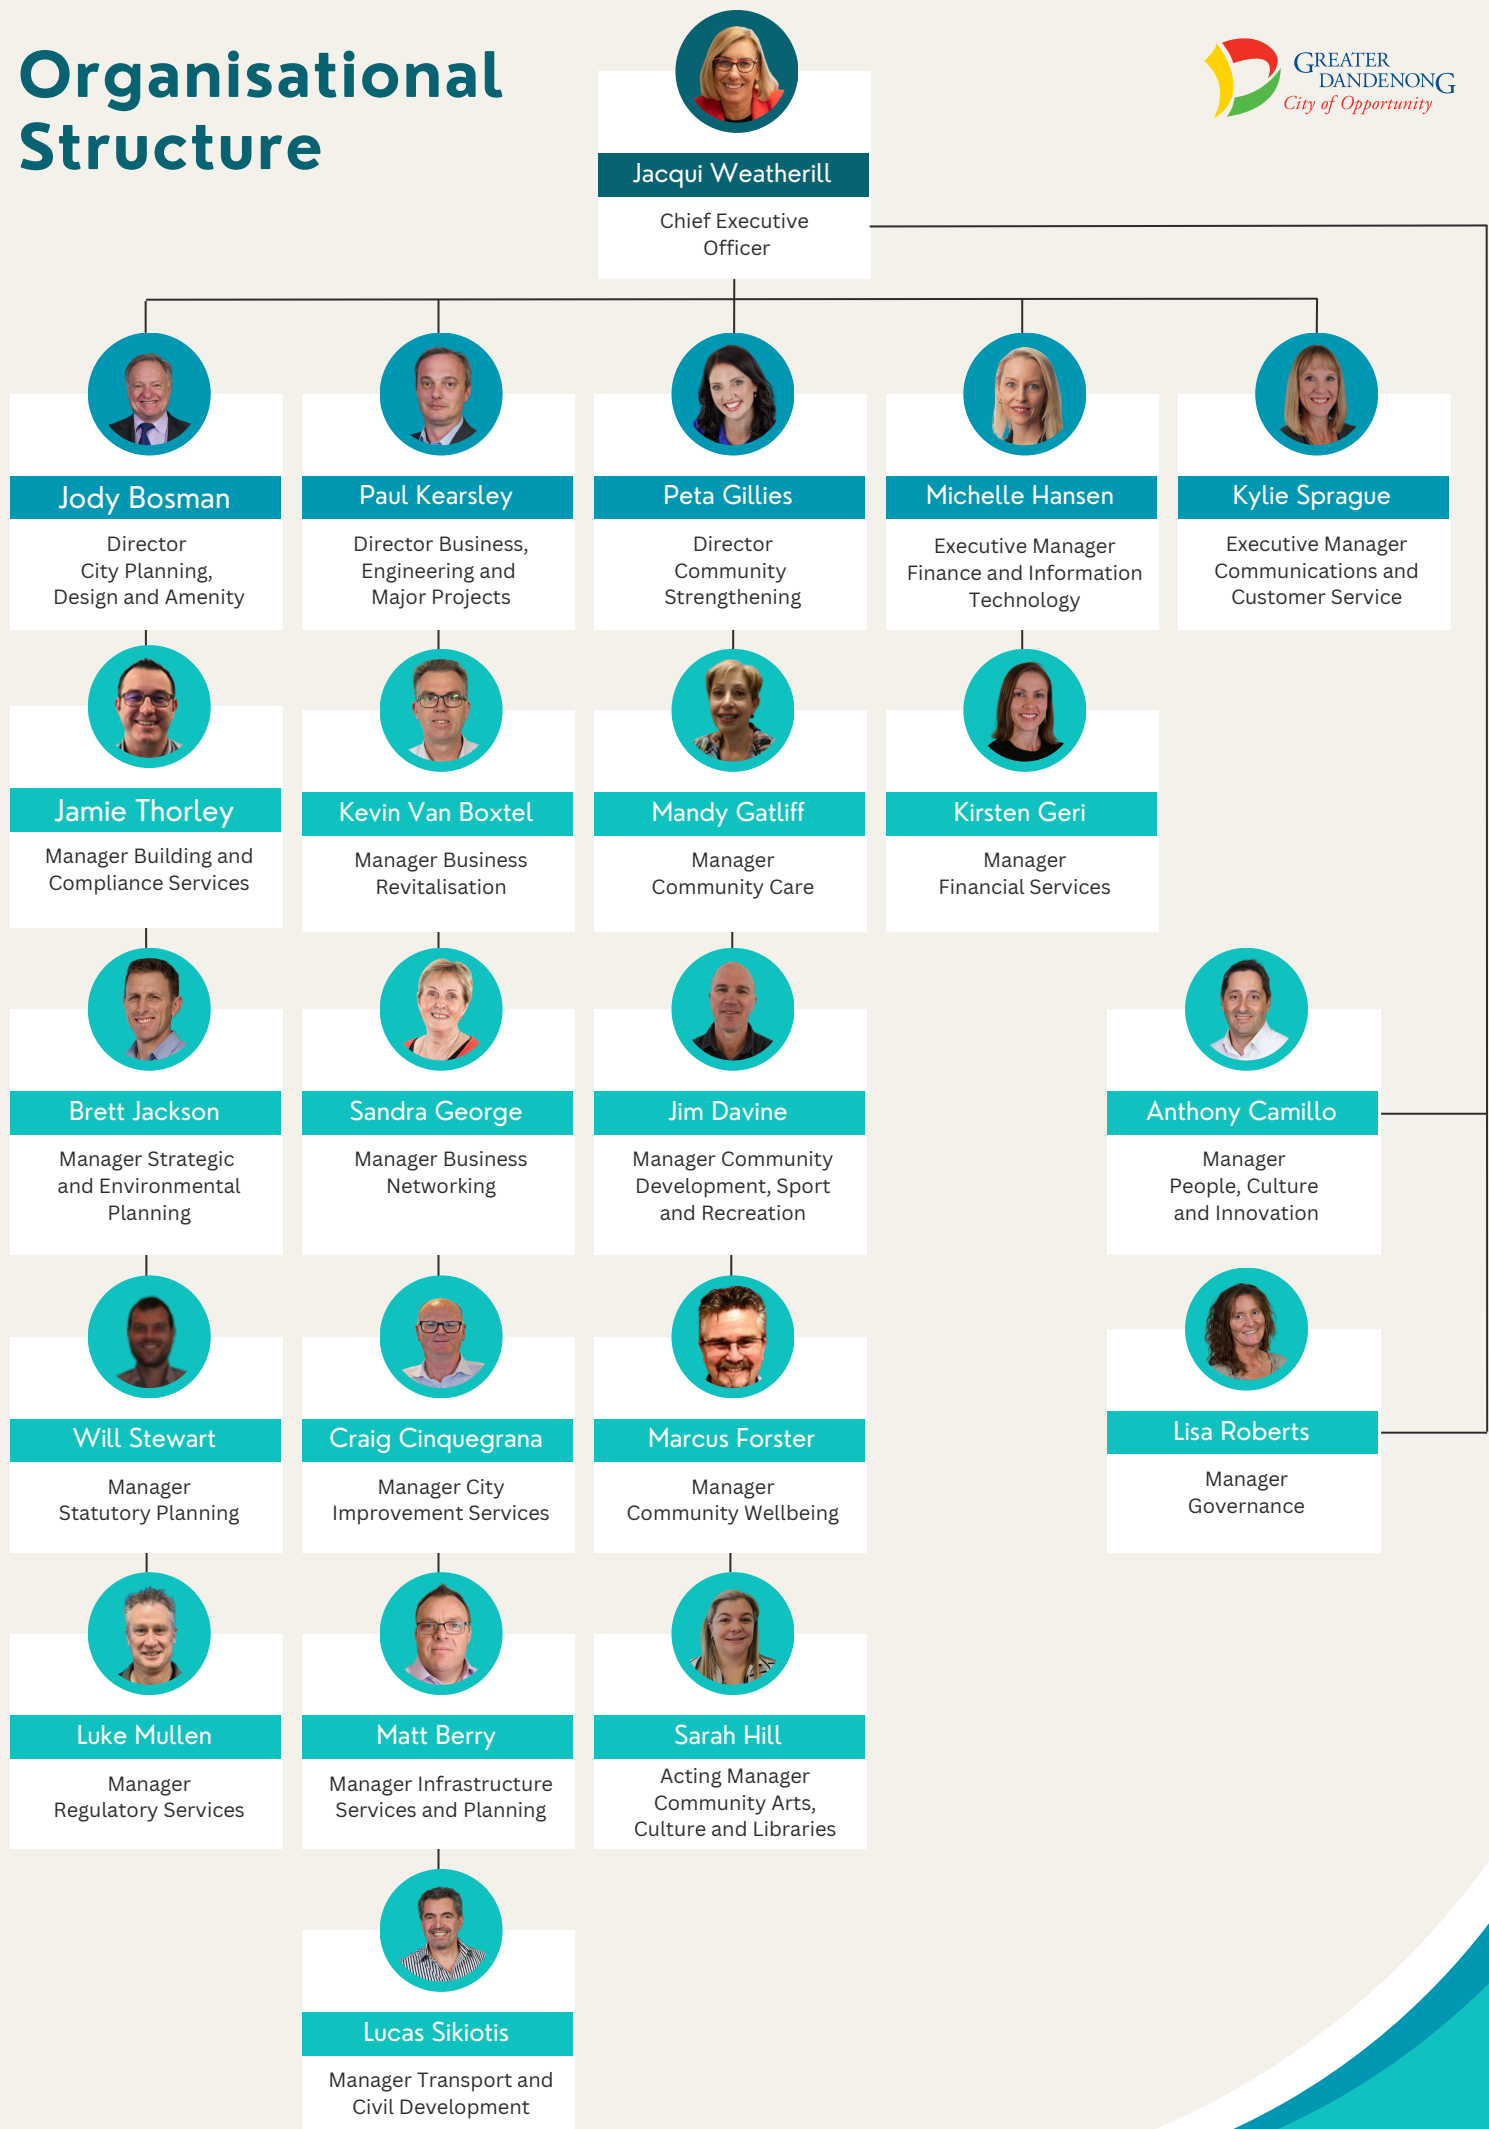 Organisational
Structure
GREATER
DANDENONG
City of Opportunity
Jacqui Weatherill
Chief Executive
Officer
Jody Bosman
Director
City Planning,
Design and Amenity
Paul Kearsley
Director Business,
Engineering and
Major Projects
Peta Gillies
Director
Community
Strengthening
Michelle Hansen
Executive Manager
Finance and Information
Technology
Kylie Sprague
Executive Manager
Communications and
Customer Service
Jamie Thorley
Manager Building and
Compliance Services
Kevin Van Boxtel
Manager Business
Revitalisation
Mandy Gatliff
Manager
Community Care
Kirsten Geri
Manager
Financial Services
Brett Jackson
Manager Strategic
and Environmental
Planning
Sandra George
Manager Business
Networking
Jim Davine
Manager Community
Development, Sport
and Recreation
Anthony Camillo
Manager
People, Culture
and Innovation
Will Stewart
Manager
Statutory Planning
Craig Cinquegrana
Manager City
Improvement Services
Marcus Forster
Manager
Community Wellbeing
Lisa Roberts
Manager
Governance
Luke Mullen
Manager
Regulatory Services
Matt Berry
Manager Infrastructure
Services and Planning
Sarah Hill
Acting Manager
Community Arts,
Culture and Libraries
Lucas Sikiotis
Manager Transport and
Civil Development